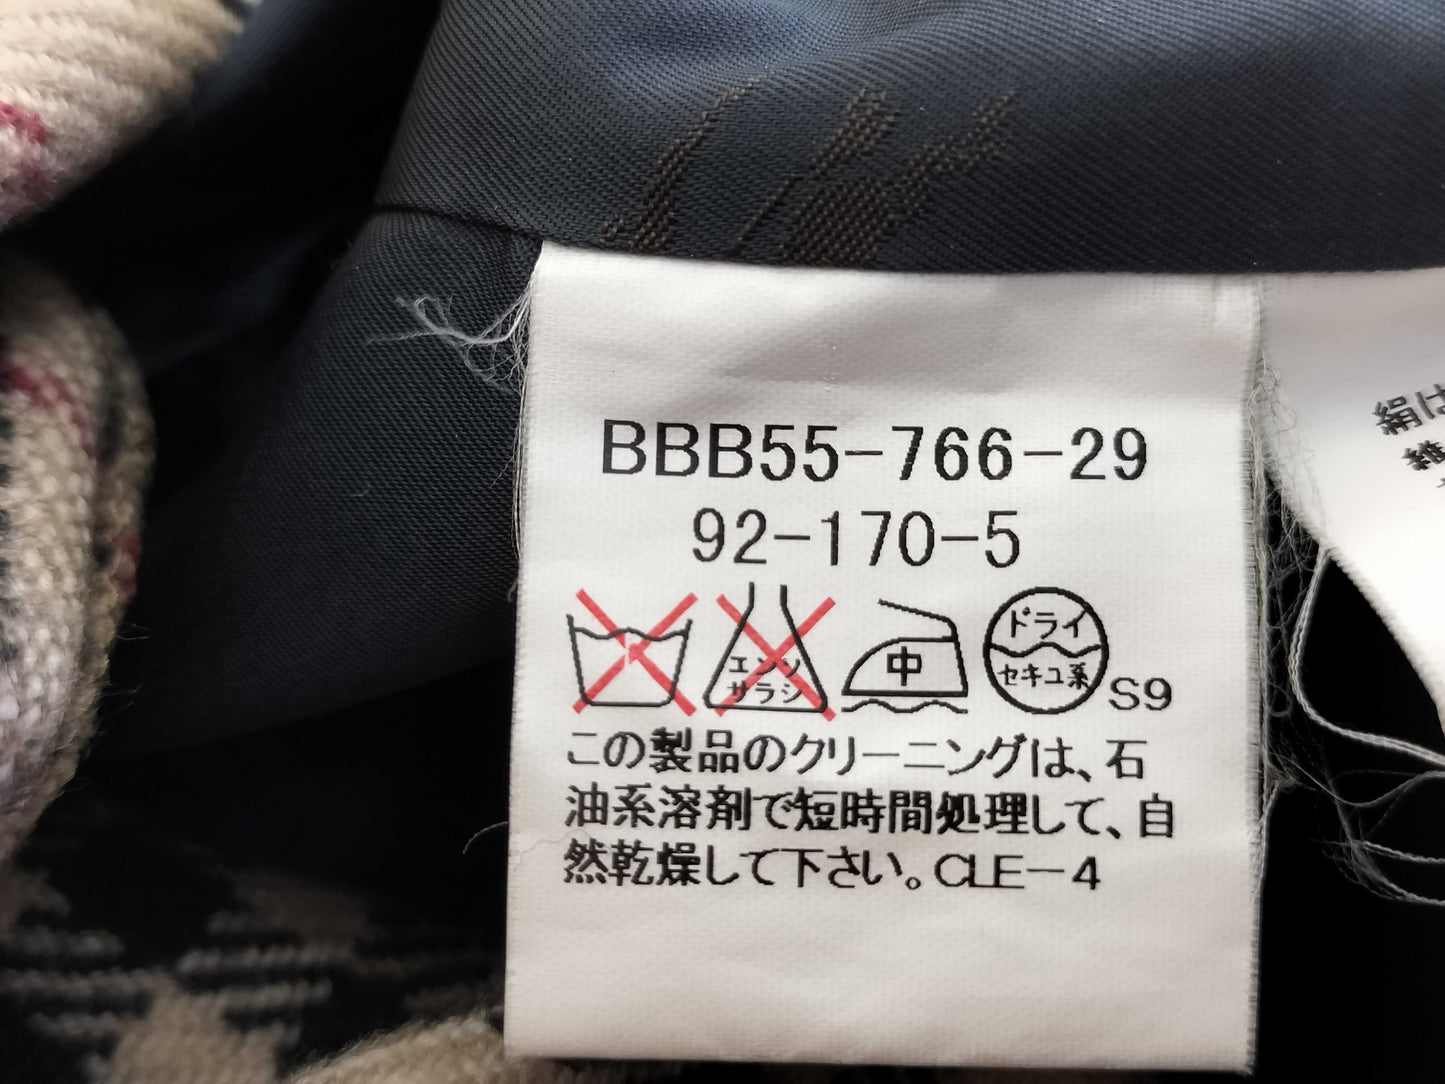 BBB55-766-29
92-170-5
エンソ
サラシ
中
ドライ
セキユ系
S9
この製品のクリーニングは、石
油系溶剤で短時間処理して、自
然乾燥して下さい。CLE-4
絹は
維